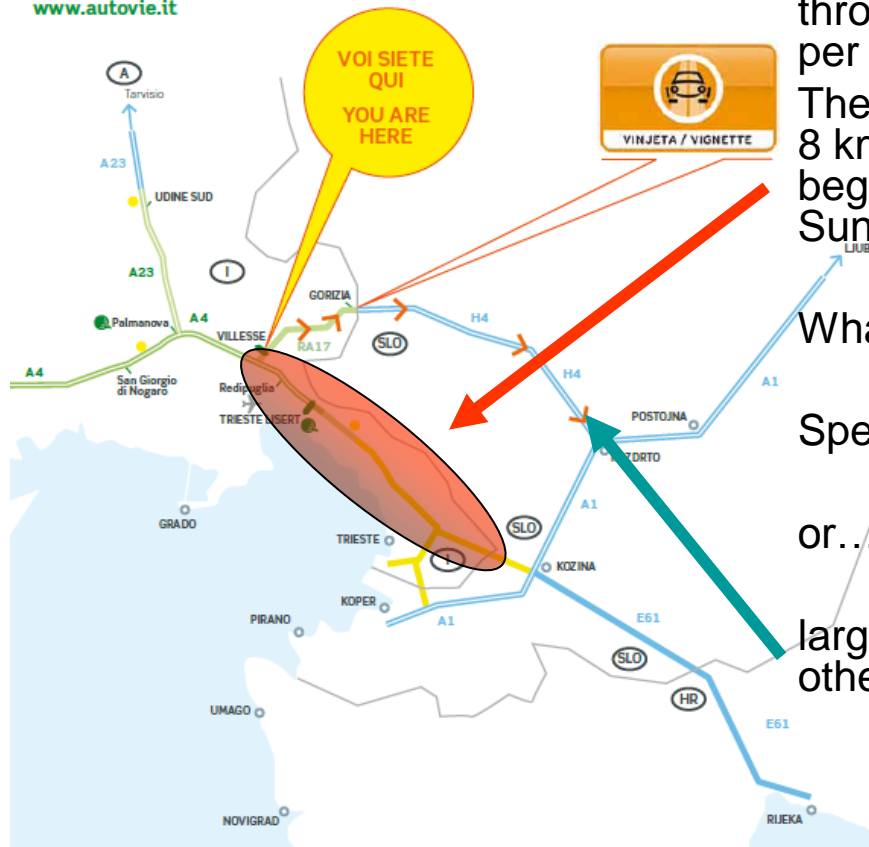 www.autovie.it
thro
per
VOI SIETE
QUI
YOU ARE
HERE
VINJETA / VIGNETTE
The
8 km
beg
Sun
A
Tarvisio
A23
UDINE SUD
LJUB
I
A23
GORIZIA
Palmanova
A4
VILLESSE
RA17
SLO
H4
Wha
A4
San Giorgio
di Nogaro
Redipuglia
H4
A1
TRIESTE LISERT
POSTOJNA
Spe
GRADO
A1
TRIESTE
SLO
or...
I
KOZINA
KOPER
A1
PIRANO
E61
larg
othe
SLO
HR
UMAGO
E61
NOVIGRAD
RIJEKA